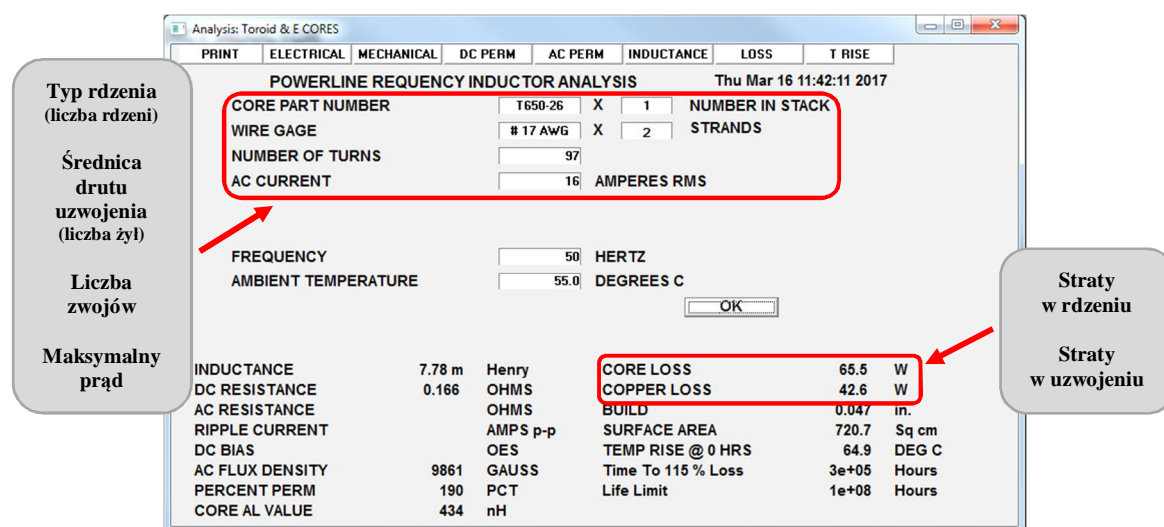 Analysis: Toroid & E CORES
PRINT ELECTRICAL MECHANICAL DC PERM AC PERM INDUCTANCE LOSS T RISE
POWERLINE REQUENCY INDUCTOR ANALYSIS Thu Mar 16 11:42:11 2017
CORE PART NUMBER T650-26 X 1 NUMBER IN STACK
WIRE GAGE # 17 AWG X 2 STRANDS
NUMBER OF TURNS 97
AC CURRENT 16 AMPERES RMS
FREQUENCY 50 HERTZ
AMBIENT TEMPERATURE 55.0 DEGREES C
OK
INDUCTANCE 7.78 m Henry CORE LOSS 65.5 W
DC RESISTANCE 0.166 OHMS COPPER LOSS 42.6 W
AC RESISTANCE OHMS BUILD 0.047 in.
RIPPLE CURRENT AMPS p-p SURFACE AREA 720.7 Sq cm
DC BIAS OES TEMP RISE @ 0 HRS 64.9 DEG C
AC FLUX DENSITY 9861 GAUSS Time To 115 % Loss 3e+05 Hours
PERCENT PERM 190 PCT Life Limit 1e+08 Hours
CORE AL VALUE 434 nH
Typ rdzenia
(liczba rdzeni)
Średnica
drutu
uzwojenia
(liczba żył)
Liczba
zwojów
Maksymalny
prąd
Straty
w rdzeniu
Straty
w uzwojeniu